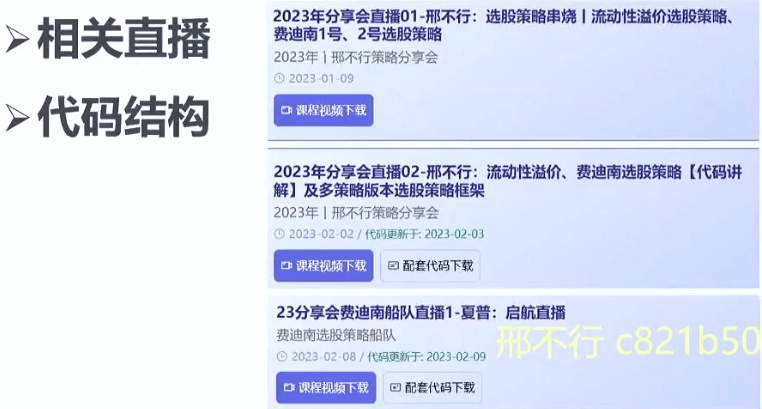 相关直播
代码结构
2023年分享会直播01-邢不行：选股策略串烧丨流动性溢价选股策略、
费迪南1号、2号选股策略
2023年 | 邢不行策略分享会
2023-01-09
课程视频下载
2023年分享会直播02-邢不行：流动性溢价、费迪南选股策略【代码讲
解】及多策略版本选股策略框架
2023年 | 邢不行策略分享会
2023-02-02 / 代码更新于: 2023-02-03
课程视频下载 配套代码下载
23分享会费迪南船队直播1-夏普：启航直播
费迪南选股策略船队
2023-02-08 / 代码更新于: 2023-02-09
邢不行 c821b50
课程视频下载 配套代码下载